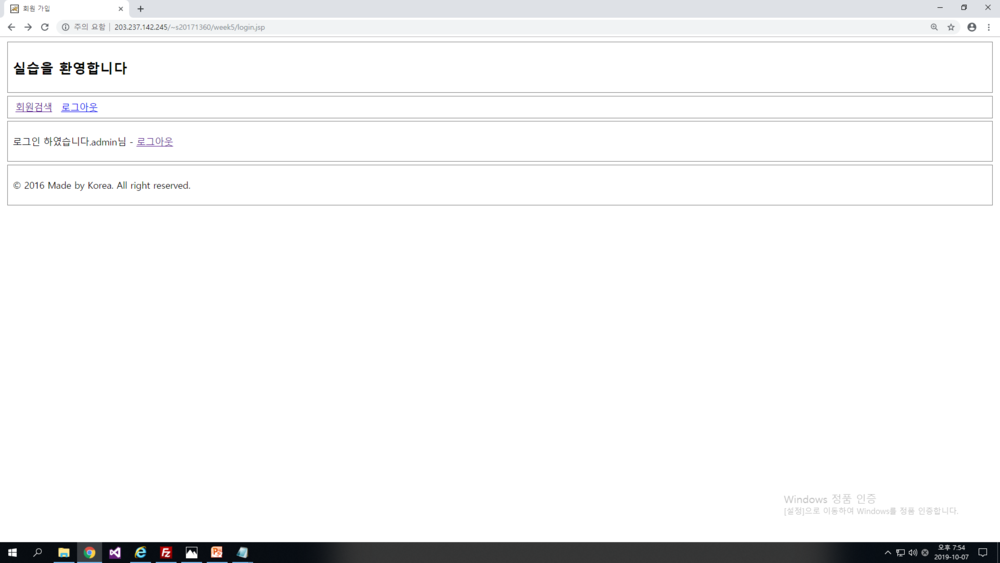 회원 가입
주의 요함 | 203.237.142.245/~s20171360/week5/login.jsp
실습을 환영합니다
회원검색 로그아웃
로그인 하였습니다.admin님 - 로그아웃
© 2016 Made by Korea. All right reserved.
Windows 정품 인증
[설정]으로 이동하여 Windows를 정품 인증합니다.
오후 7:54
2019-10-07